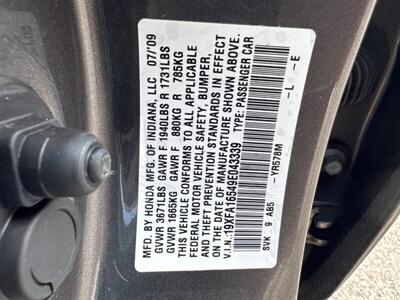 MFD. BY HONDA MFG. OF INDIANA, LLC 07/'09
GVWR 3671LBS GAWR F 1940LBS R 1731LBS
GVWR 1665KG GAWR F 880KG R 785KG
THIS VEHICLE CONFORMS TO ALL APPLICABLE
FEDERAL MOTOR VEHICLE SAFETY, BUMPER,
AND THEFT PREVENTION STANDARDS IN EFFECT
ON THE DATE OF MANUFACTURE SHOWN ABOVE.
V.I.N.: 19XFA16549E043339 TYPE: PASSENGER CAR
SVK 9 AB5 - YR578M - L - E